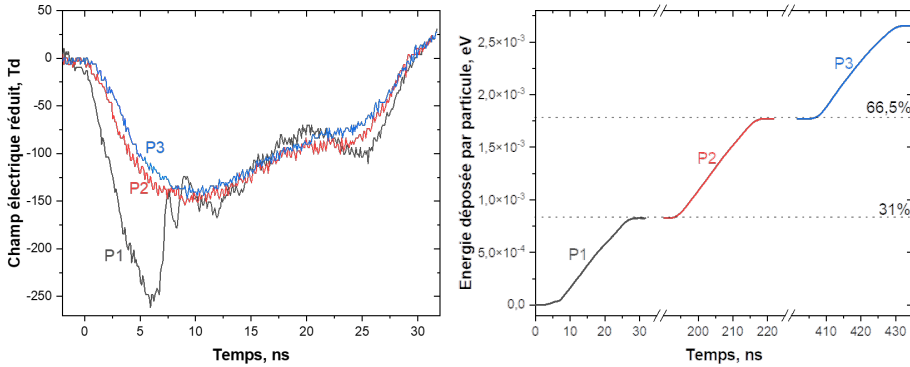 50
0
-50
-100
-150
-200
-250
Champ électrique réduit, Td
P3
P2
P1
0 5 10 15 20 25 30
Temps, ns
2,5×10⁻³
2,0×10⁻³
1,5×10⁻³
1,0×10⁻³
5,0×10⁻⁴
0,0
Energie déposée par particule, eV
P3
66,5%
P2
31%
P1
0 10 20 30 200 210 220 410 420 430
Temps, ns